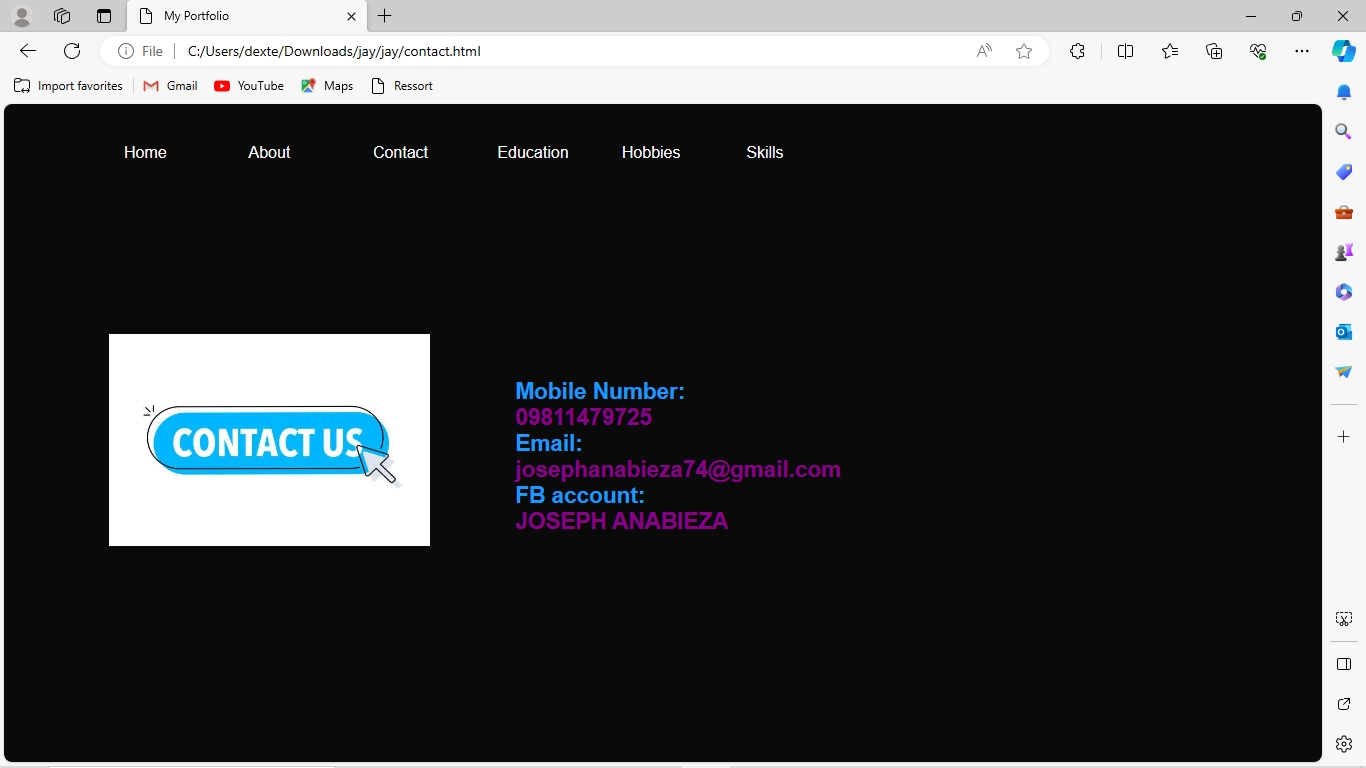 My Portfolio
File C:/Users/dexte/Downloads/jay/jay/contact.html
Import favorites Gmail YouTube Maps Ressort
Home About Contact Education Hobbies Skills
CONTACT US
Mobile Number:
09811479725
Email:
josephanabieza74@gmail.com
FB account:
JOSEPH ANABIEZA